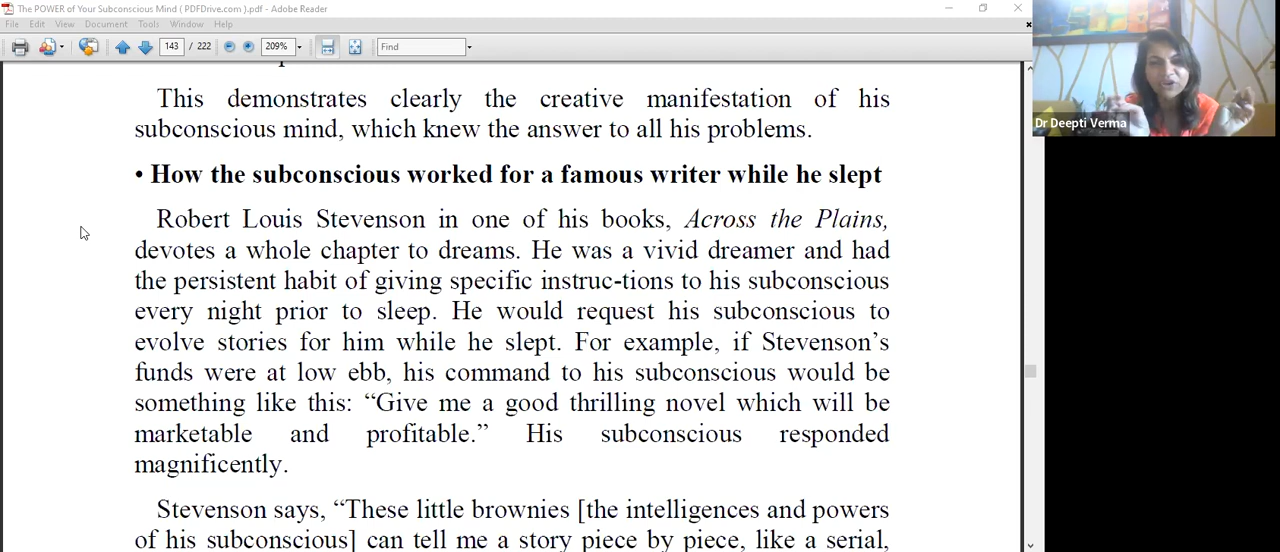 The POWER of Your Subconscious Mind ( PDFDrive.com ).pdf - Adobe Reader
File Edit View Document Tools Window Help
143 / 222 209% Find
This demonstrates clearly the creative manifestation of his
subconscious mind, which knew the answer to all his problems.
• How the subconscious worked for a famous writer while he slept
Robert Louis Stevenson in one of his books, Across the Plains,
devotes a whole chapter to dreams. He was a vivid dreamer and had
the persistent habit of giving specific instruc-tions to his subconscious
every night prior to sleep. He would request his subconscious to
evolve stories for him while he slept. For example, if Stevenson's
funds were at low ebb, his command to his subconscious would be
something like this: “Give me a good thrilling novel which will be
marketable and profitable.” His subconscious responded
magnificently.
Stevenson says, “These little brownies [the intelligences and powers
of his subconscious] can tell me a story piece by piece, like a serial,
Dr Deepti Verma